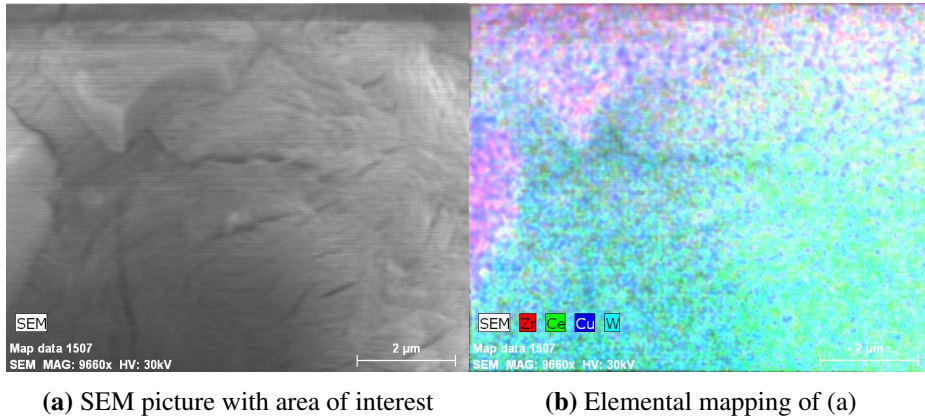 SEM
Map data 1507
SEM MAG: 9660x HV: 30kV
2 µm
SEM Zr Ce Cu W
Map data 1507
SEM MAG: 9660x HV: 30kV
2 µm
(a) SEM picture with area of interest
(b) Elemental mapping of (a)